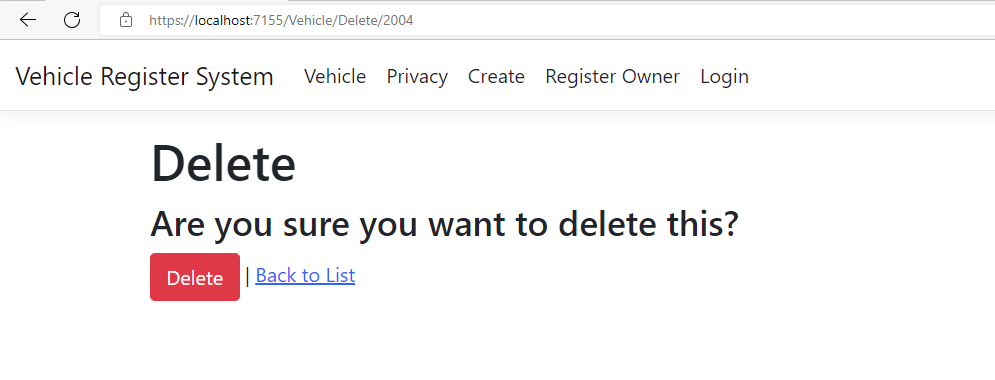 https://localhost:7155/Vehicle/Delete/2004
Vehicle Register System Vehicle Privacy Create Register Owner Login
Delete
Are you sure you want to delete this?
Delete | Back to List